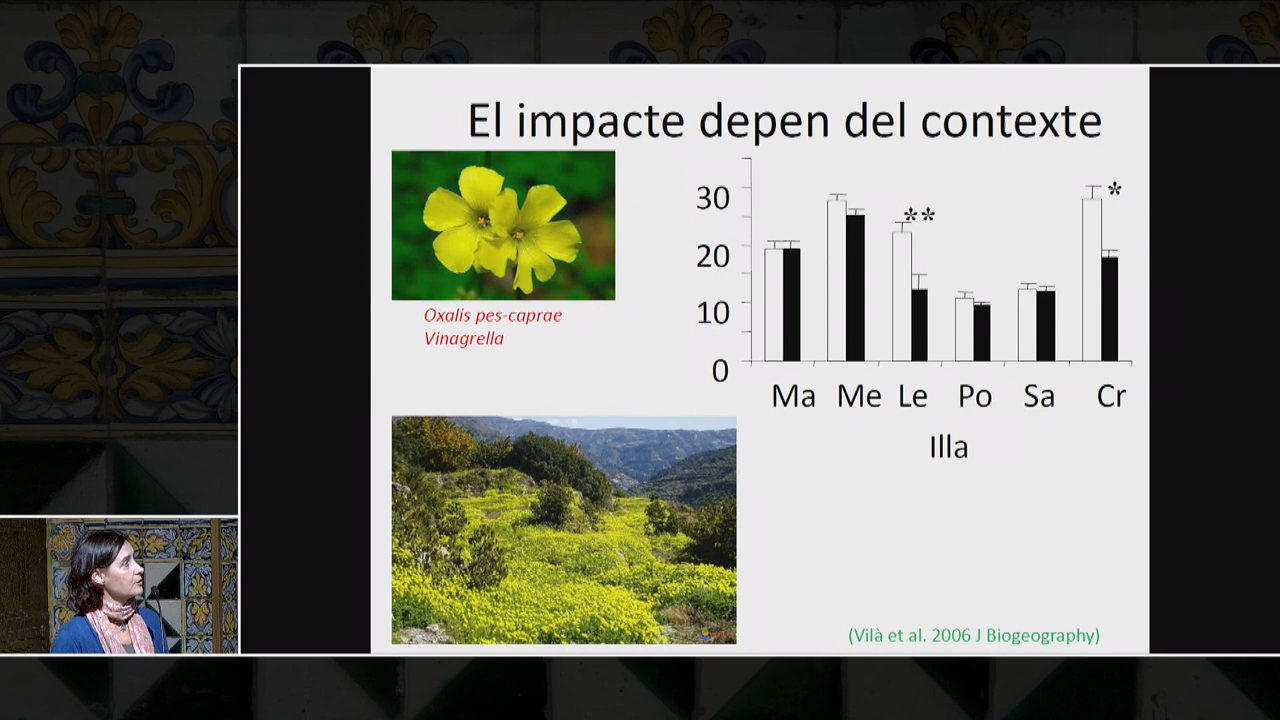 El impacte depen del contexte
Oxalis pes-caprae
Vinagrella
30
20
10
0
*
**
Ma Me Le Po Sa Cr
Illa
(Vilà et al. 2006 J Biogeography)